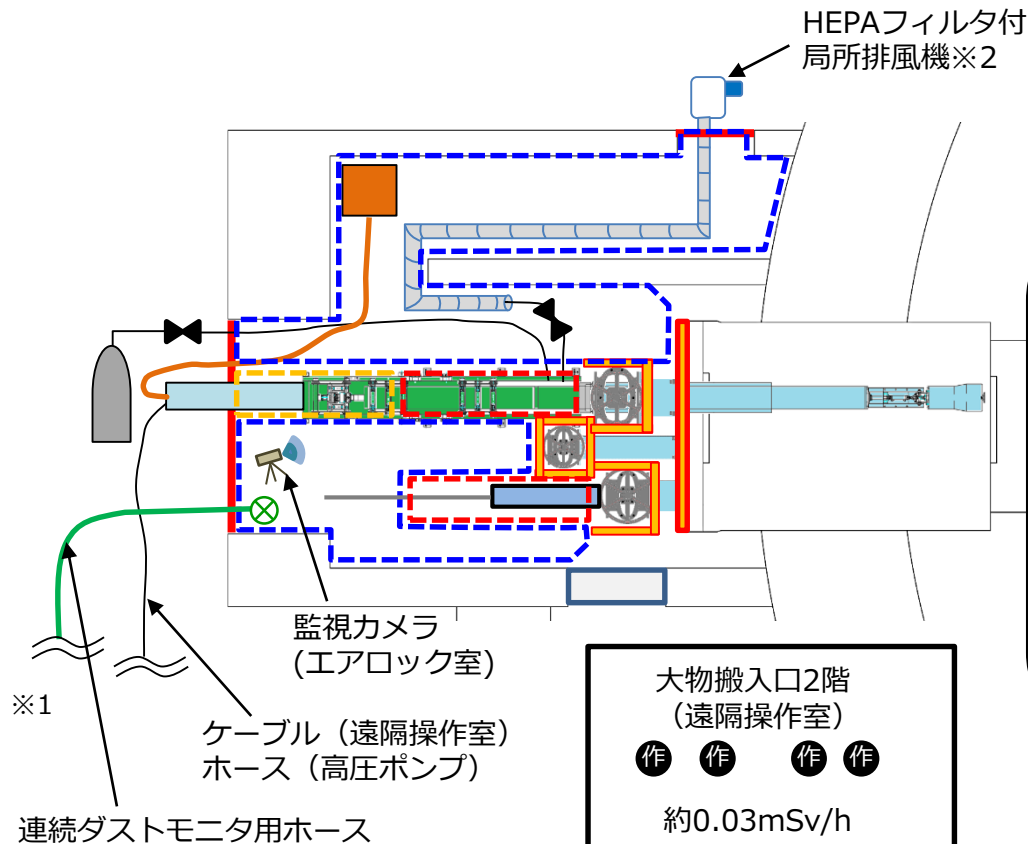 HEPAフィルタ付
局所排風機※2
監視カメラ
(エアロック室)
※1
ケーブル（遠隔操作室）
ホース（高圧ポンプ）
連続ダストモニタ用ホース
大物搬入口2階
（遠隔操作室）
作 作 作 作
約0.03mSv/h